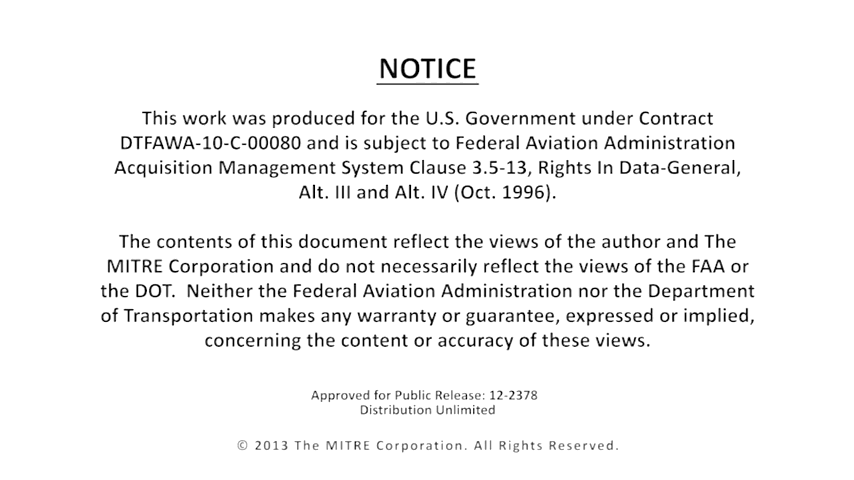 NOTICE
This work was produced for the U.S. Government under Contract
DTFAWA-10-C-00080 and is subject to Federal Aviation Administration
Acquisition Management System Clause 3.5-13, Rights In Data-General,
Alt. III and Alt. IV (Oct. 1996).
The contents of this document reflect the views of the author and The
MITRE Corporation and do not necessarily reflect the views of the FAA or
the DOT.  Neither the Federal Aviation Administration nor the Department
of Transportation makes any warranty or guarantee, expressed or implied,
concerning the content or accuracy of these views.
Approved for Public Release: 12-2378
Distribution Unlimited
© 2013 The MITRE Corporation. All Rights Reserved.